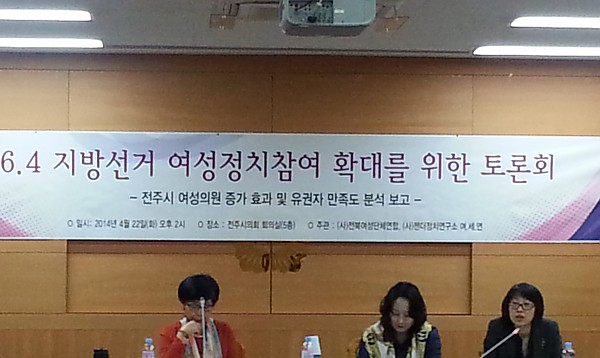 6.4 지방선거 여성정치참여 확대를 위한 토론회
- 전주시 여성의원 증가 효과 및 유권자 만족도 분석 보고 -
○ 일시: 2014년 4월 22일(화) 오후 2시 ○ 장소: 전주시의회 회의실(5층) ○ 주관: (사)전북여성단체연합, (사)젠더정치연구소 여.세.연